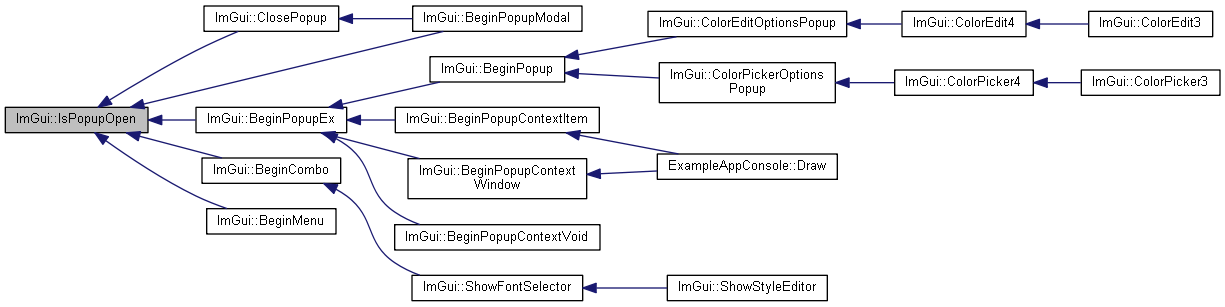 ImGui::ClosePopup
ImGui::BeginPopupModal
ImGui::ColorEditOptionsPopup
ImGui::ColorEdit4
ImGui::ColorEdit3
ImGui::BeginPopup
ImGui::ColorPickerOptions
Popup
ImGui::ColorPicker4
ImGui::ColorPicker3
ImGui::IsPopupOpen
ImGui::BeginPopupEx
ImGui::BeginPopupContextItem
ImGui::BeginCombo
ImGui::BeginPopupContext
Window
ExampleAppConsole::Draw
ImGui::BeginMenu
ImGui::BeginPopupContextVoid
ImGui::ShowFontSelector
ImGui::ShowStyleEditor